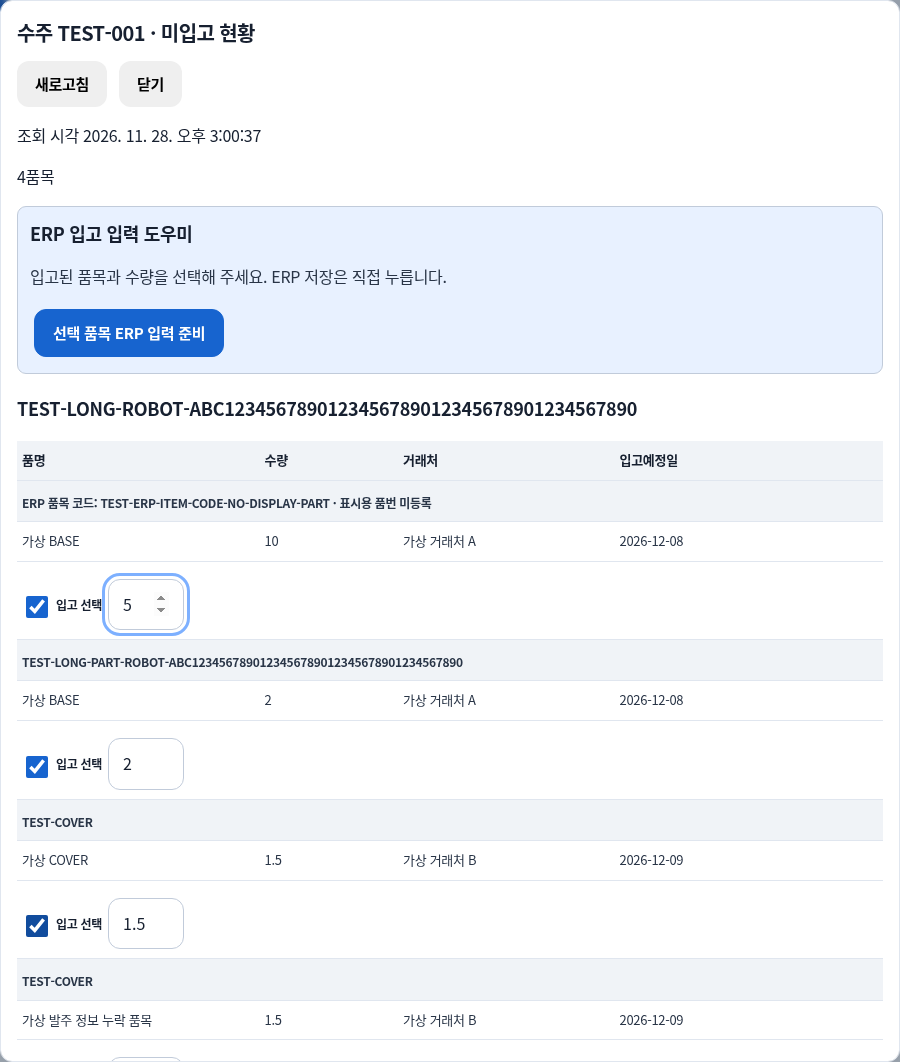 수주 TEST-001 · 미입고 현황
새로고침 닫기
조회 시각 2026. 11. 28. 오후 3:00:37
4품목
ERP 입고 입력 도우미
입고된 품목과 수량을 선택해 주세요. ERP 저장은 직접 누릅니다.
선택 품목 ERP 입력 준비
TEST-LONG-ROBOT-ABC1234567890123456789012345678901234567890
품명 수량 거래처 입고예정일
ERP 품목 코드: TEST-ERP-ITEM-CODE-NO-DISPLAY-PART · 표시용 품번 미등록
가상 BASE 10 가상 거래처 A 2026-12-08
입고 선택 5
TEST-LONG-PART-ROBOT-ABC1234567890123456789012345678901234567890
가상 BASE 2 가상 거래처 A 2026-12-08
입고 선택 2
TEST-COVER
가상 COVER 1.5 가상 거래처 B 2026-12-09
입고 선택 1.5
TEST-COVER
가상 발주 정보 누락 품목 1.5 가상 거래처 B 2026-12-09